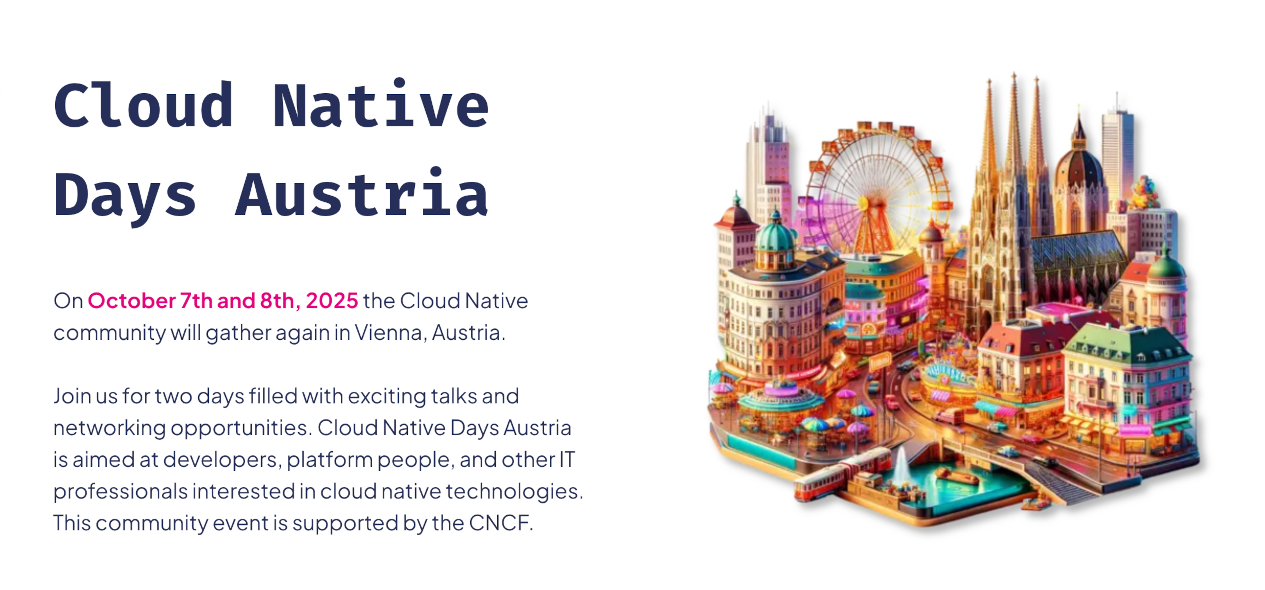 Cloud Native
Days Austria
On October 7th and 8th, 2025 the Cloud Native
community will gather again in Vienna, Austria.
Join us for two days filled with exciting talks and
networking opportunities. Cloud Native Days Austria
is aimed at developers, platform people, and other IT
professionals interested in cloud native technologies.
This community event is supported by the CNCF.